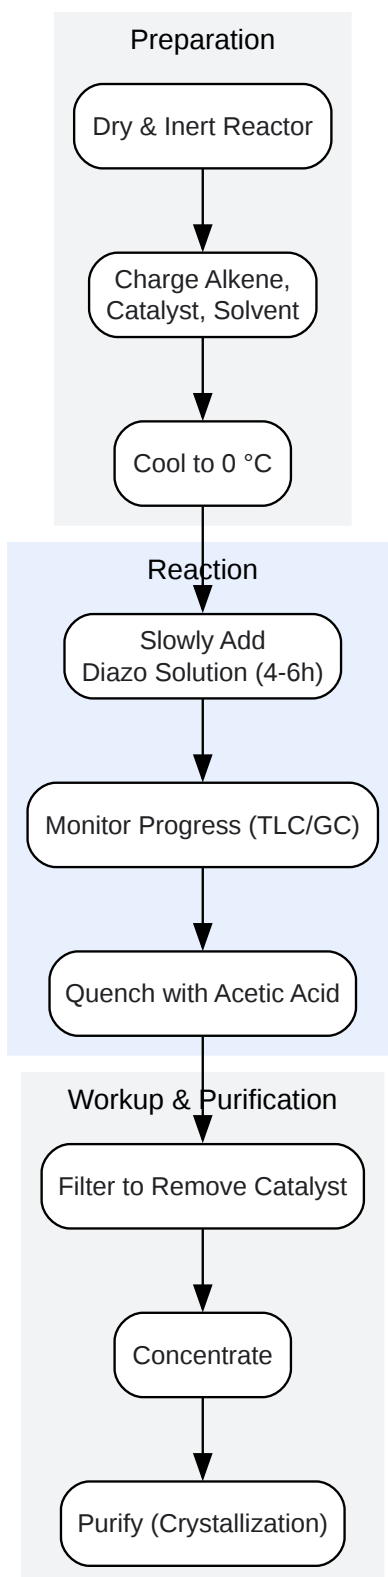 Preparation
Dry & Inert Reactor
Charge Alkene,
Catalyst, Solvent
Cool to 0 °C
Reaction
Slowly Add
Diazo Solution (4-6h)
Monitor Progress (TLC/GC)
Quench with Acetic Acid
Workup & Purification
Filter to Remove Catalyst
Concentrate
Purify (Crystallization)